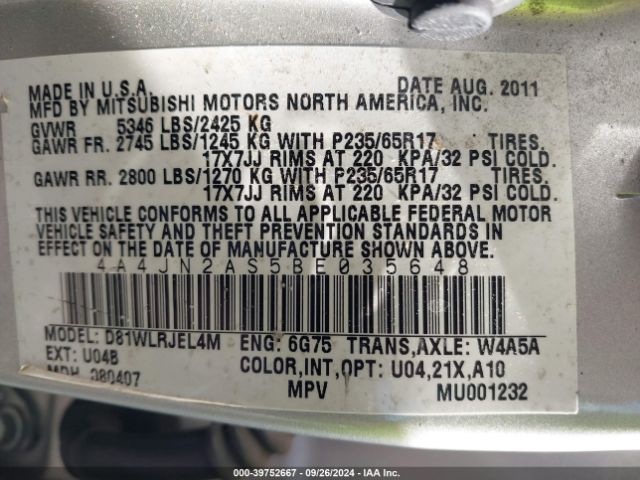 MADE IN U.S.A. DATE AUG. 2011
MFD BY MITSUBISHI MOTORS NORTH AMERICA, INC.
GVWR 5346 LBS/2425 KG
GAWR FR. 2745 LBS/1245 KG WITH P235/65R17 TIRES.
17X7JJ RIMS AT 220 KPA/32 PSI COLD.
GAWR RR. 2800 LBS/1270 KG WITH P235/65R17 TIRES.
17X7JJ RIMS AT 220 KPA/32 PSI COLD.
THIS VEHICLE CONFORMS TO ALL APPLICABLE FEDERAL MOTOR
VEHICLE SAFETY AND THEFT PREVENTION STANDARDS IN
EFFECT ON THE DATE OF MANUFACTURE SHOWN ABOVE.
4A4JN2AS5BE035648
MODEL: D81WLRJEL4M ENG: 6G75 TRANS,AXLE: W4A5A
EXT: U04B COLOR,INT,OPT: U04,21X,A10
MDH 080407 MPV MU001232
000-39752667 - 09/26/2024 - IAA Inc.